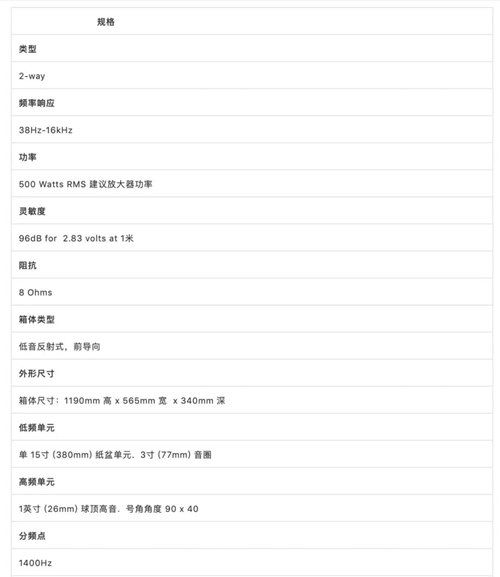 规格
类型
2-way
频率响应
38Hz-16kHz
功率
500 Watts RMS 建议放大器功率
灵敏度
96dB for 2.83 volts at 1米
阻抗
8 Ohms
箱体类型
低音反射式，前导向
外形尺寸
箱体尺寸：1190mm 高 x 565mm 宽 x 340mm 深
低频单元
单 15寸 (380mm) 纸盆单元．3寸 (77mm) 音圈
高频单元
1英寸 (26mm) 球顶高音．号角角度 90 x 40
分频点
1400Hz